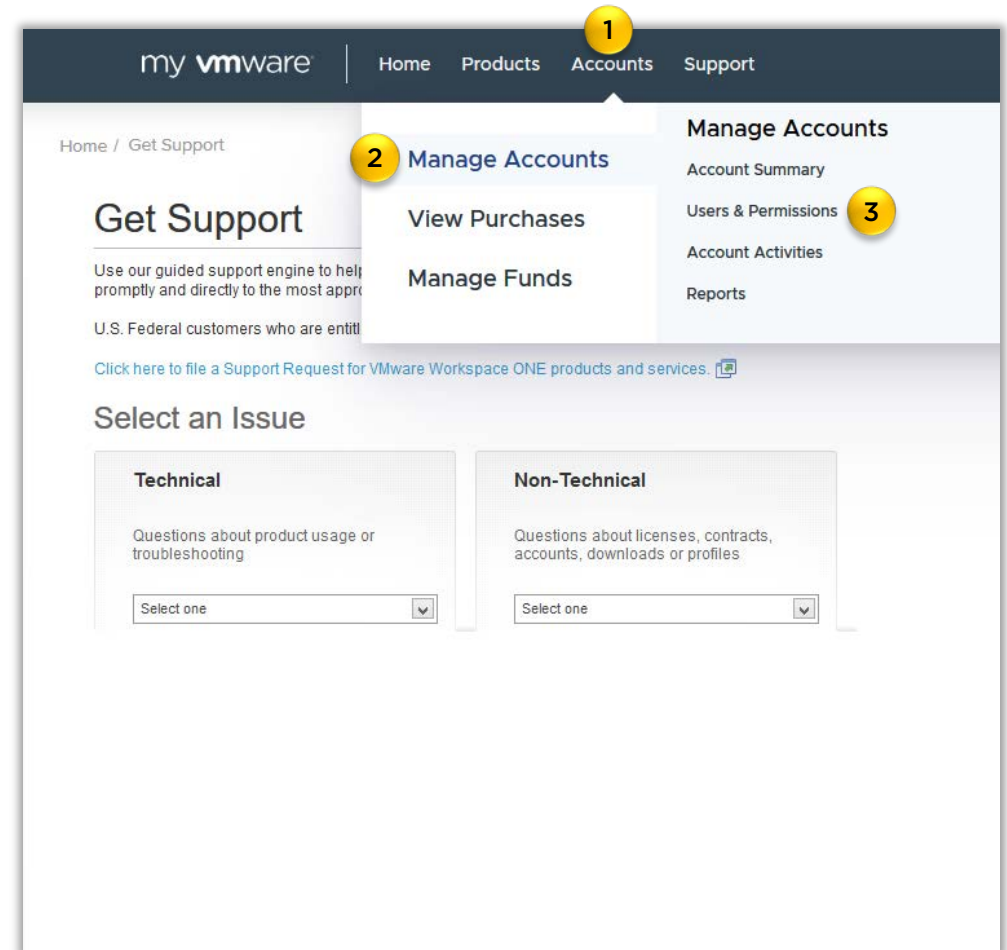 1
my vmware
Home Products Accounts Support
Home / Get Support
2
Manage Accounts
View Purchases
Manage Funds
Manage Accounts
Account Summary
Users & Permissions
3
Account Activities
Reports
Get Support
Use our guided support engine to help
promptly and directly to the most appro
U.S. Federal customers who are entitl
Click here to file a Support Request for VMware Workspace ONE products and services.
Select an Issue
Technical
Questions about product usage or
troubleshooting
Select one
Non-Technical
Questions about licenses, contracts,
accounts, downloads or profiles
Select one